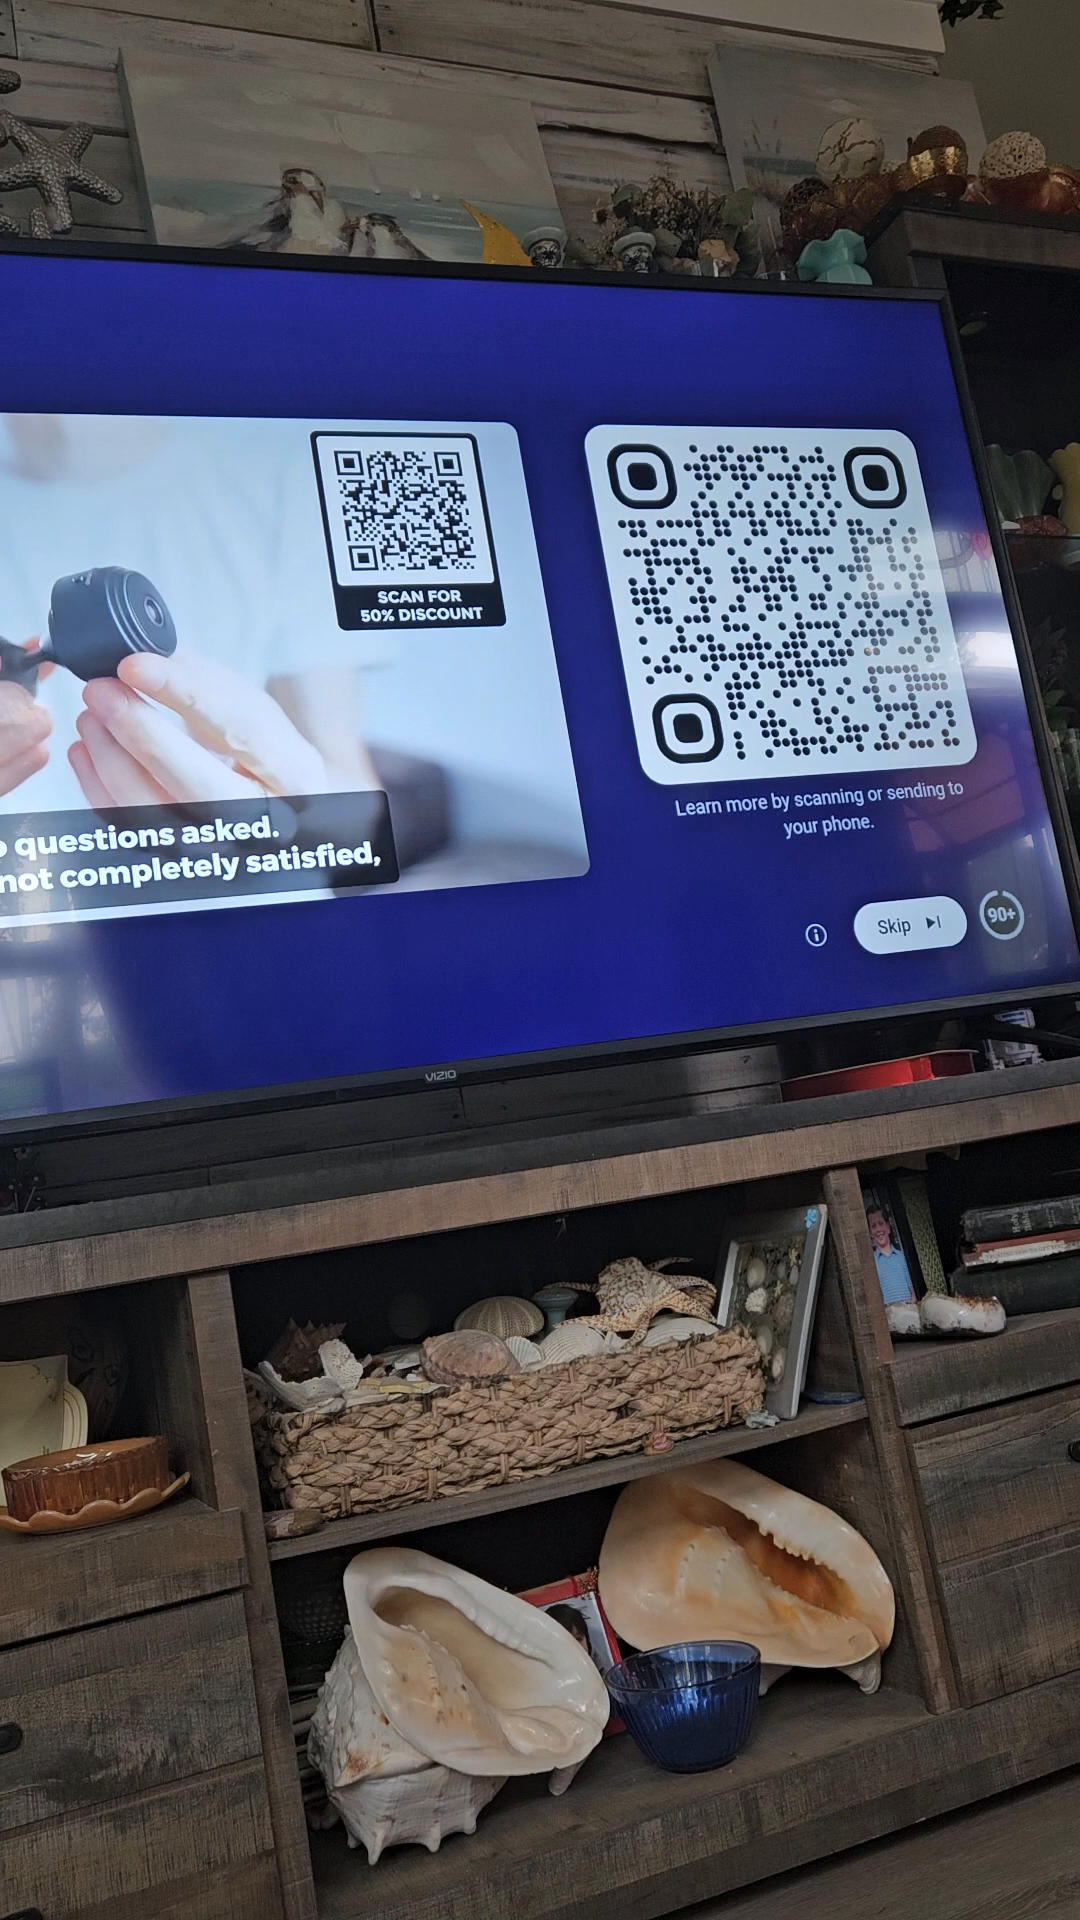 SCAN FOR
50% DISCOUNT
questions asked.
not completely satisfied,
Learn more by scanning or sending to
your phone.
Skip
90+
VIZIO
Holy